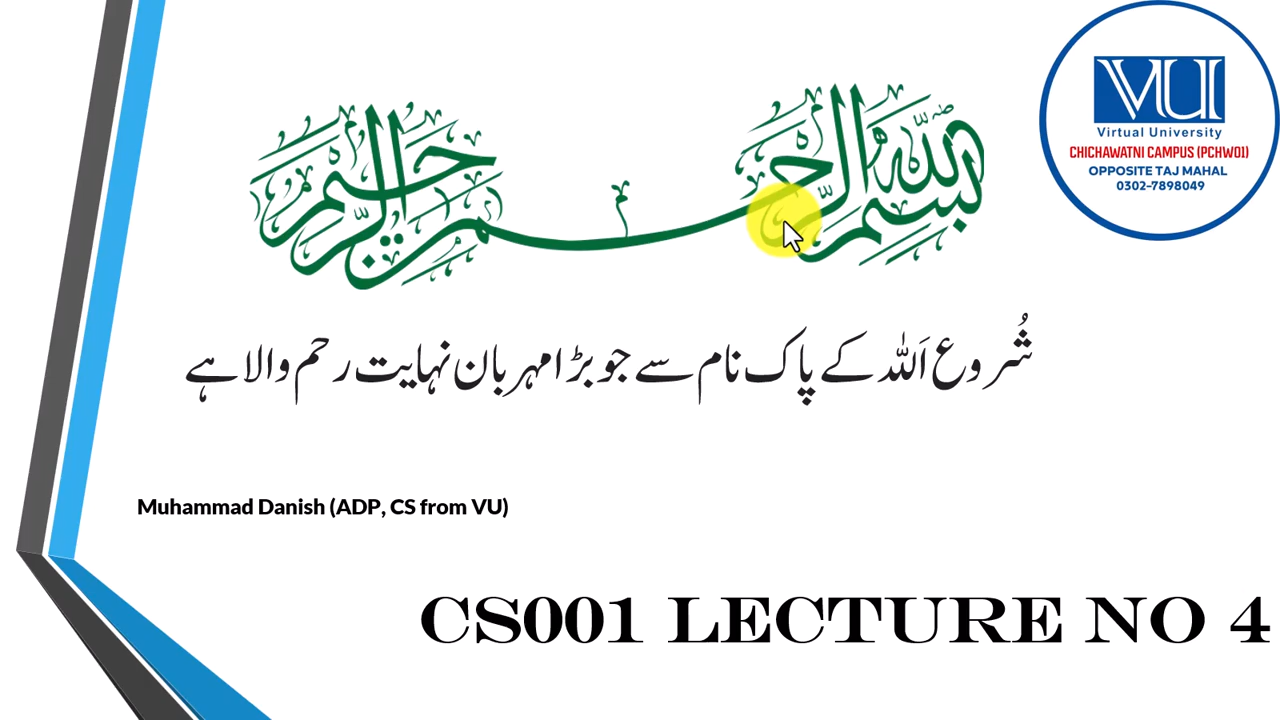 بسم الله الرحمن الرحيم
شُروع اَللہ کے پاک نام سے جو بڑا مہربان نہایت رحم والا ہے
VU
Virtual University
CHICHAWATNI CAMPUS (PCHW01)
OPPOSITE TAJ MAHAL
0302-7898049
Muhammad Danish (ADP, CS from VU)
CS001 LECTURE NO 4